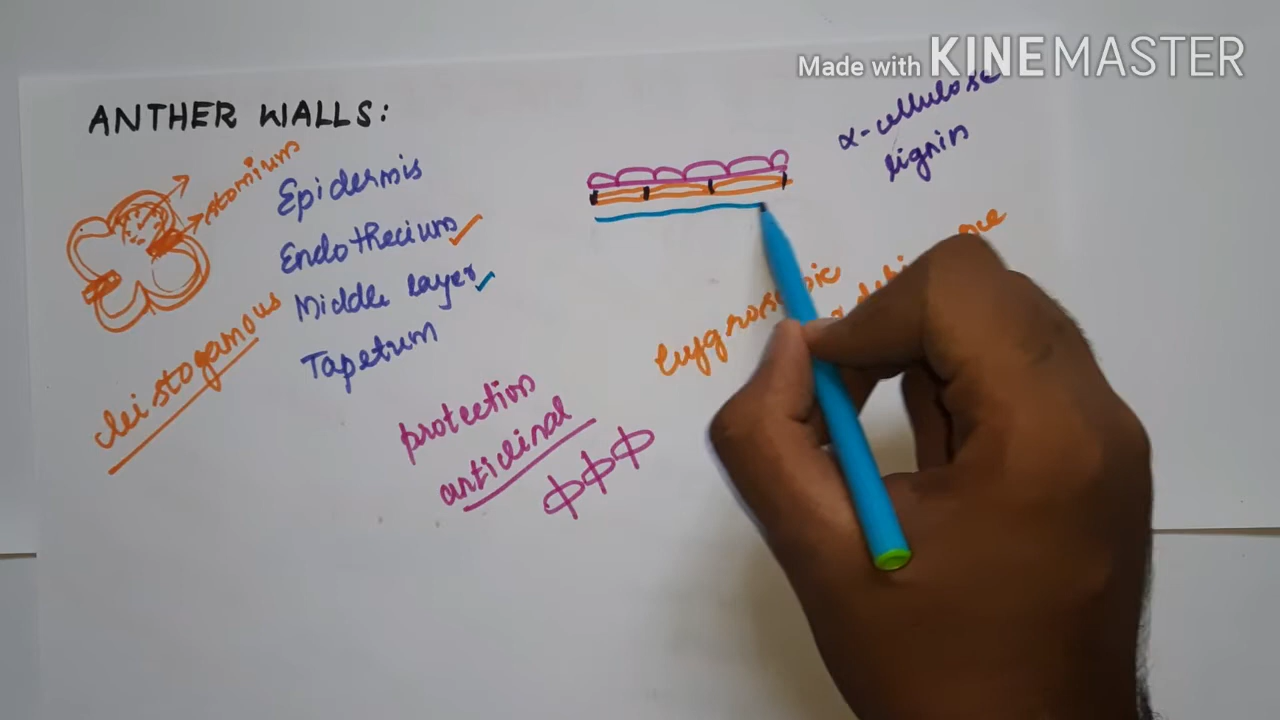 Made with KINEMASTER
ANTHER WALLS:
stomium
Epidermis
Endothecium
Middle layer
Tapetum
α-cellulose
lignin
cleistogamous
protection
anticlinal